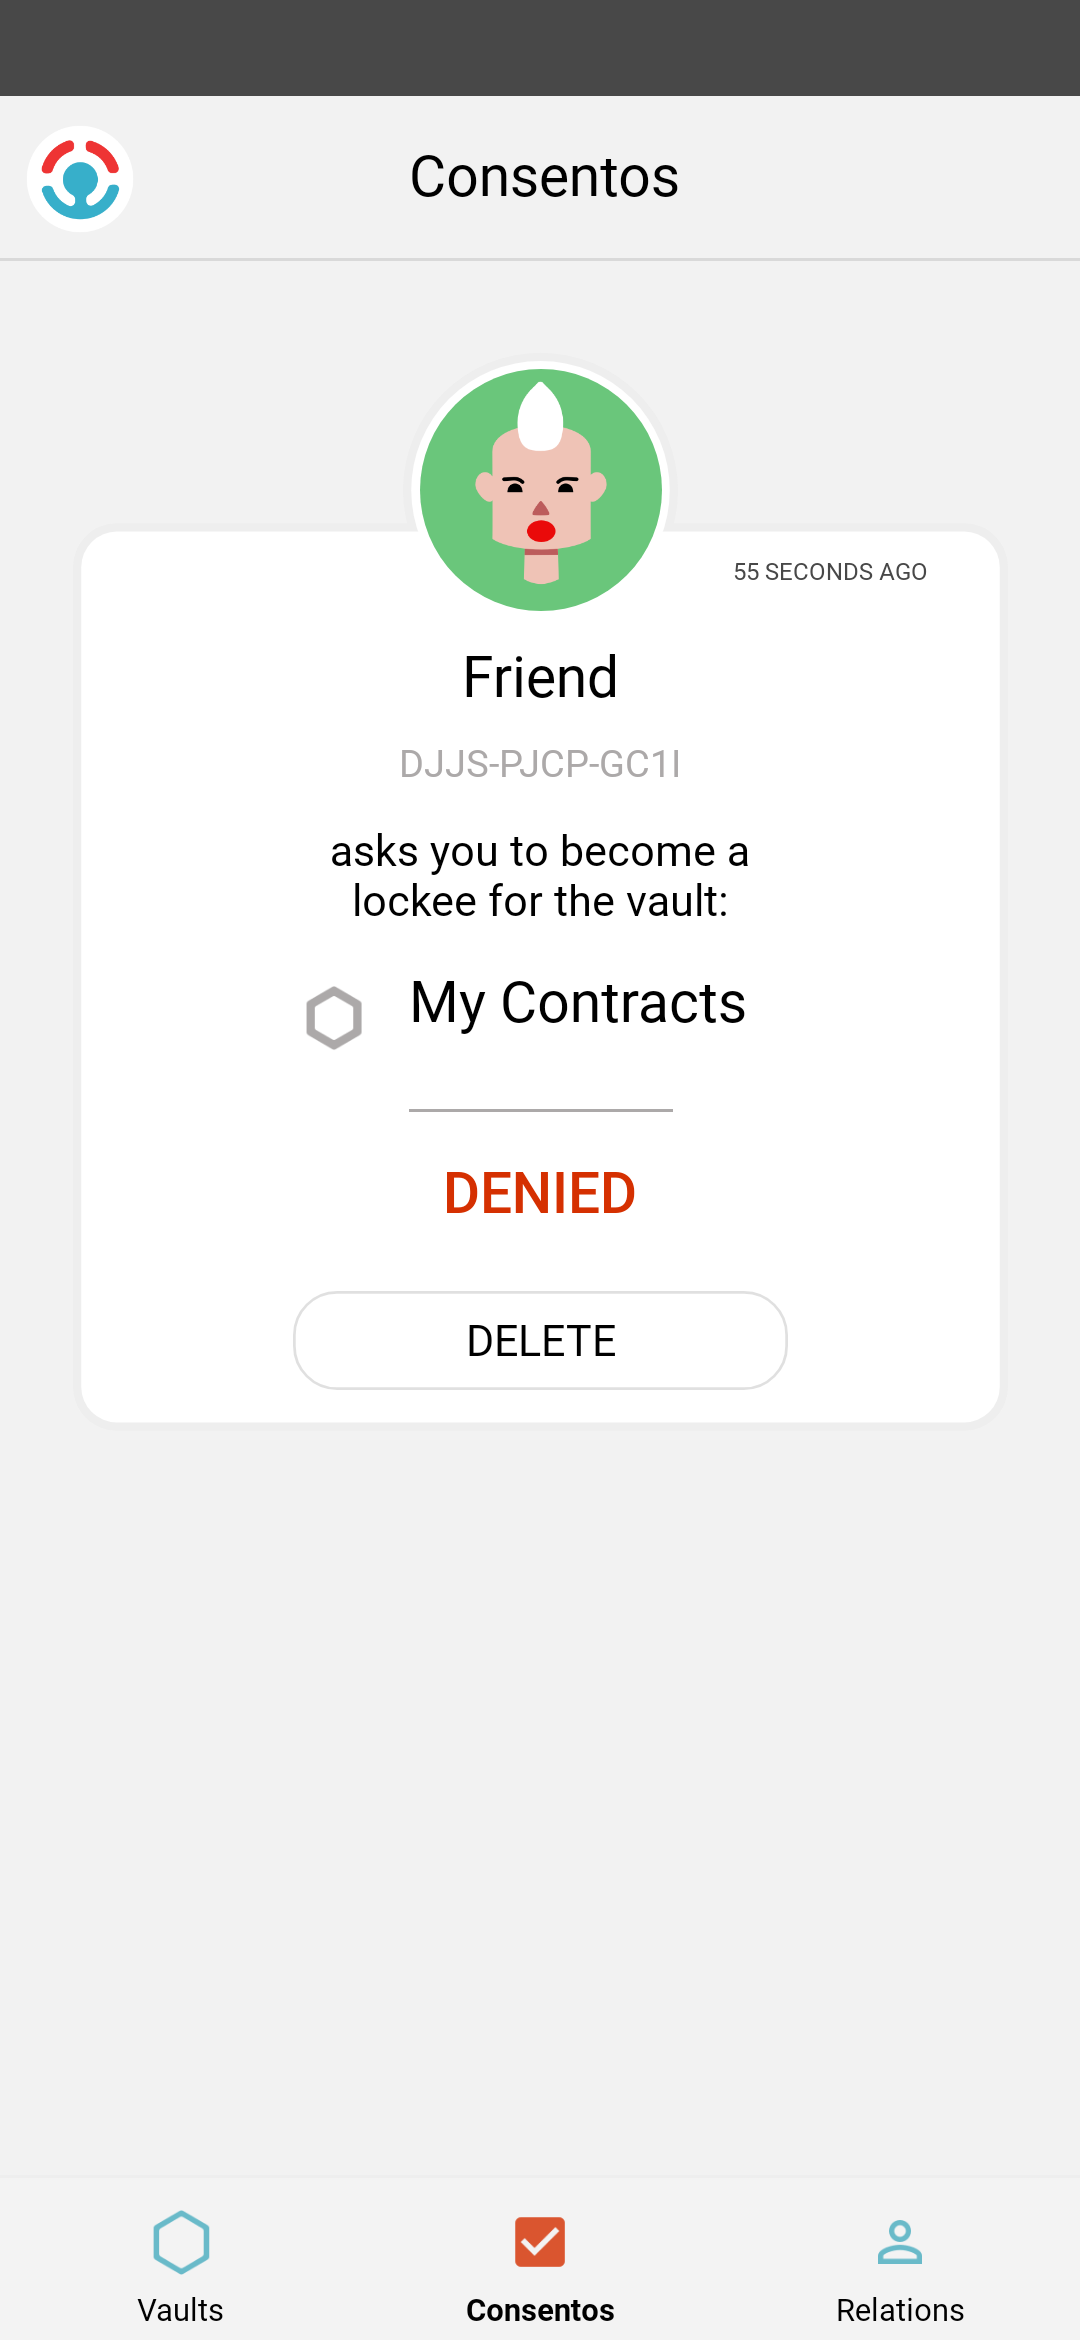 Consentos
55 SECONDS AGO
Friend
DJJS-PJCP-GC1I
asks you to become a
lockee for the vault:
My Contracts
DENIED
DELETE
Vaults
Consentos
Relations